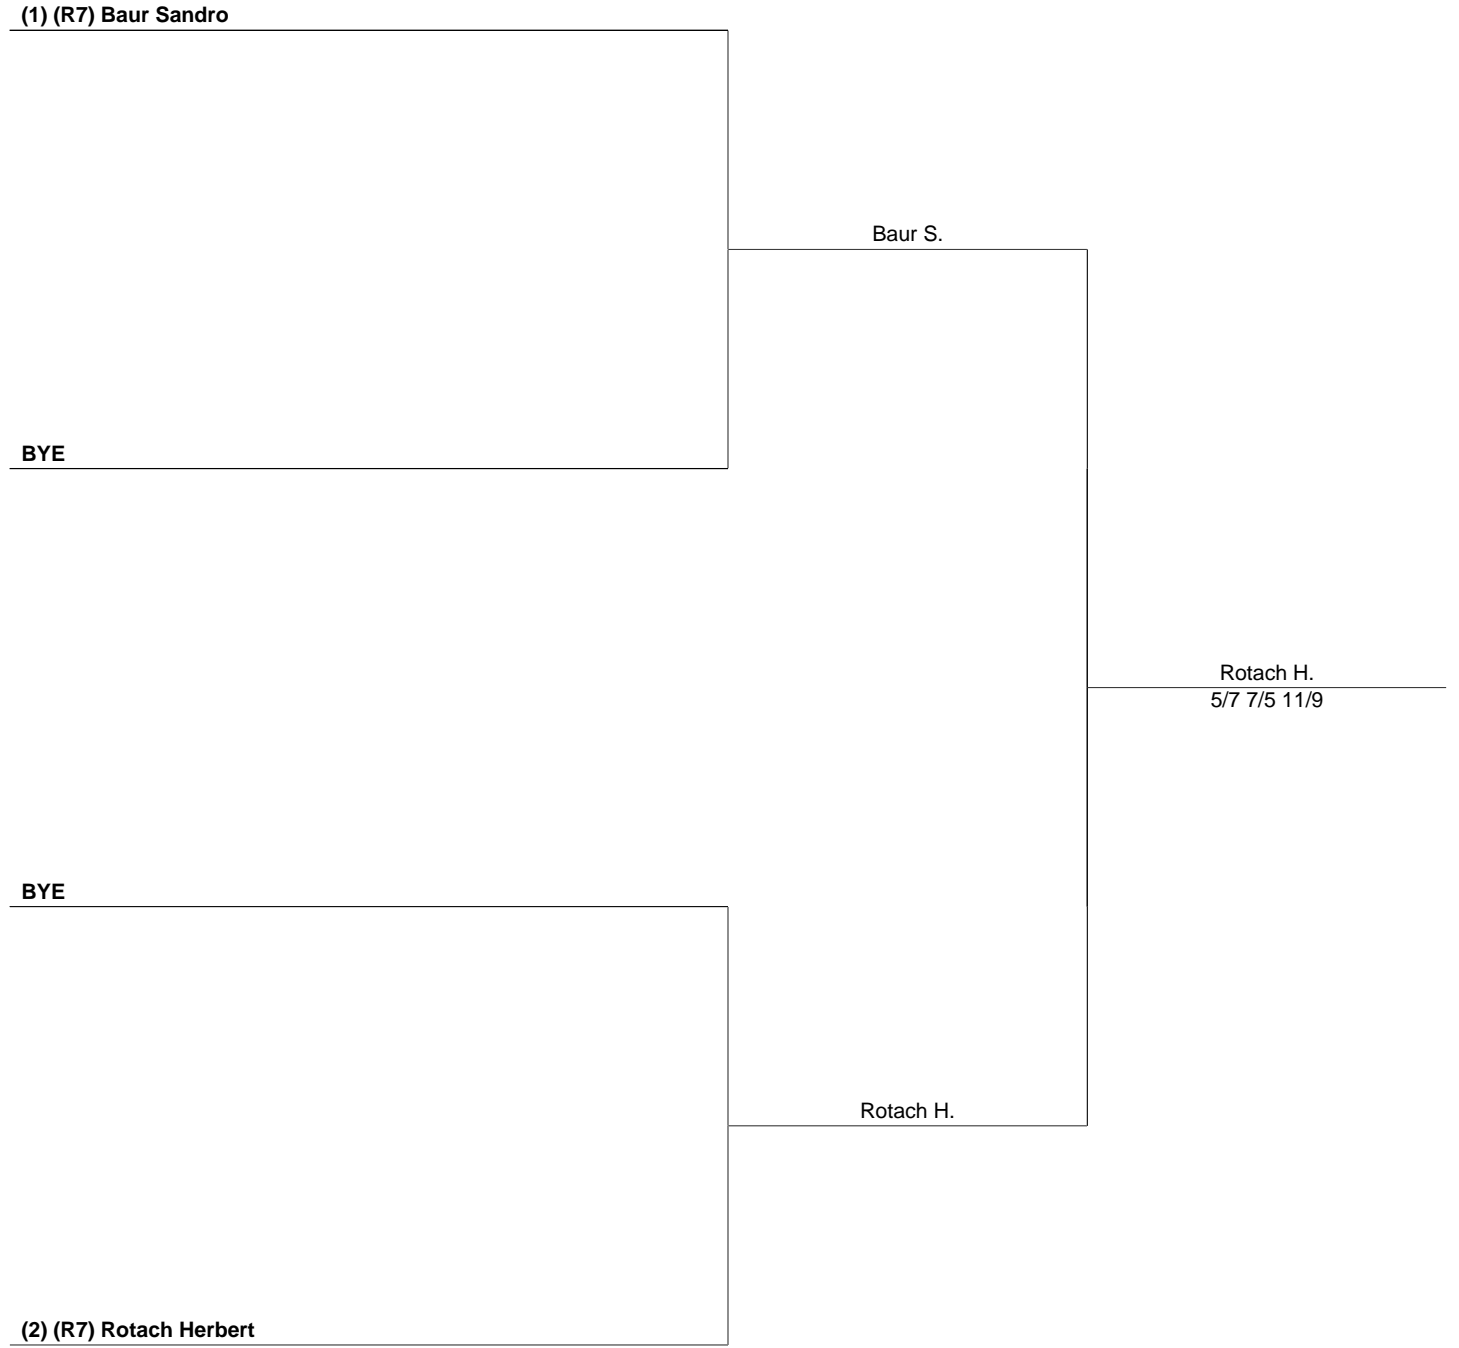 (1) (R7) Baur Sandro
Baur S.
BYE
Rotach H.
5/7 7/5 11/9
BYE
Rotach H.
(2) (R7) Rotach Herbert